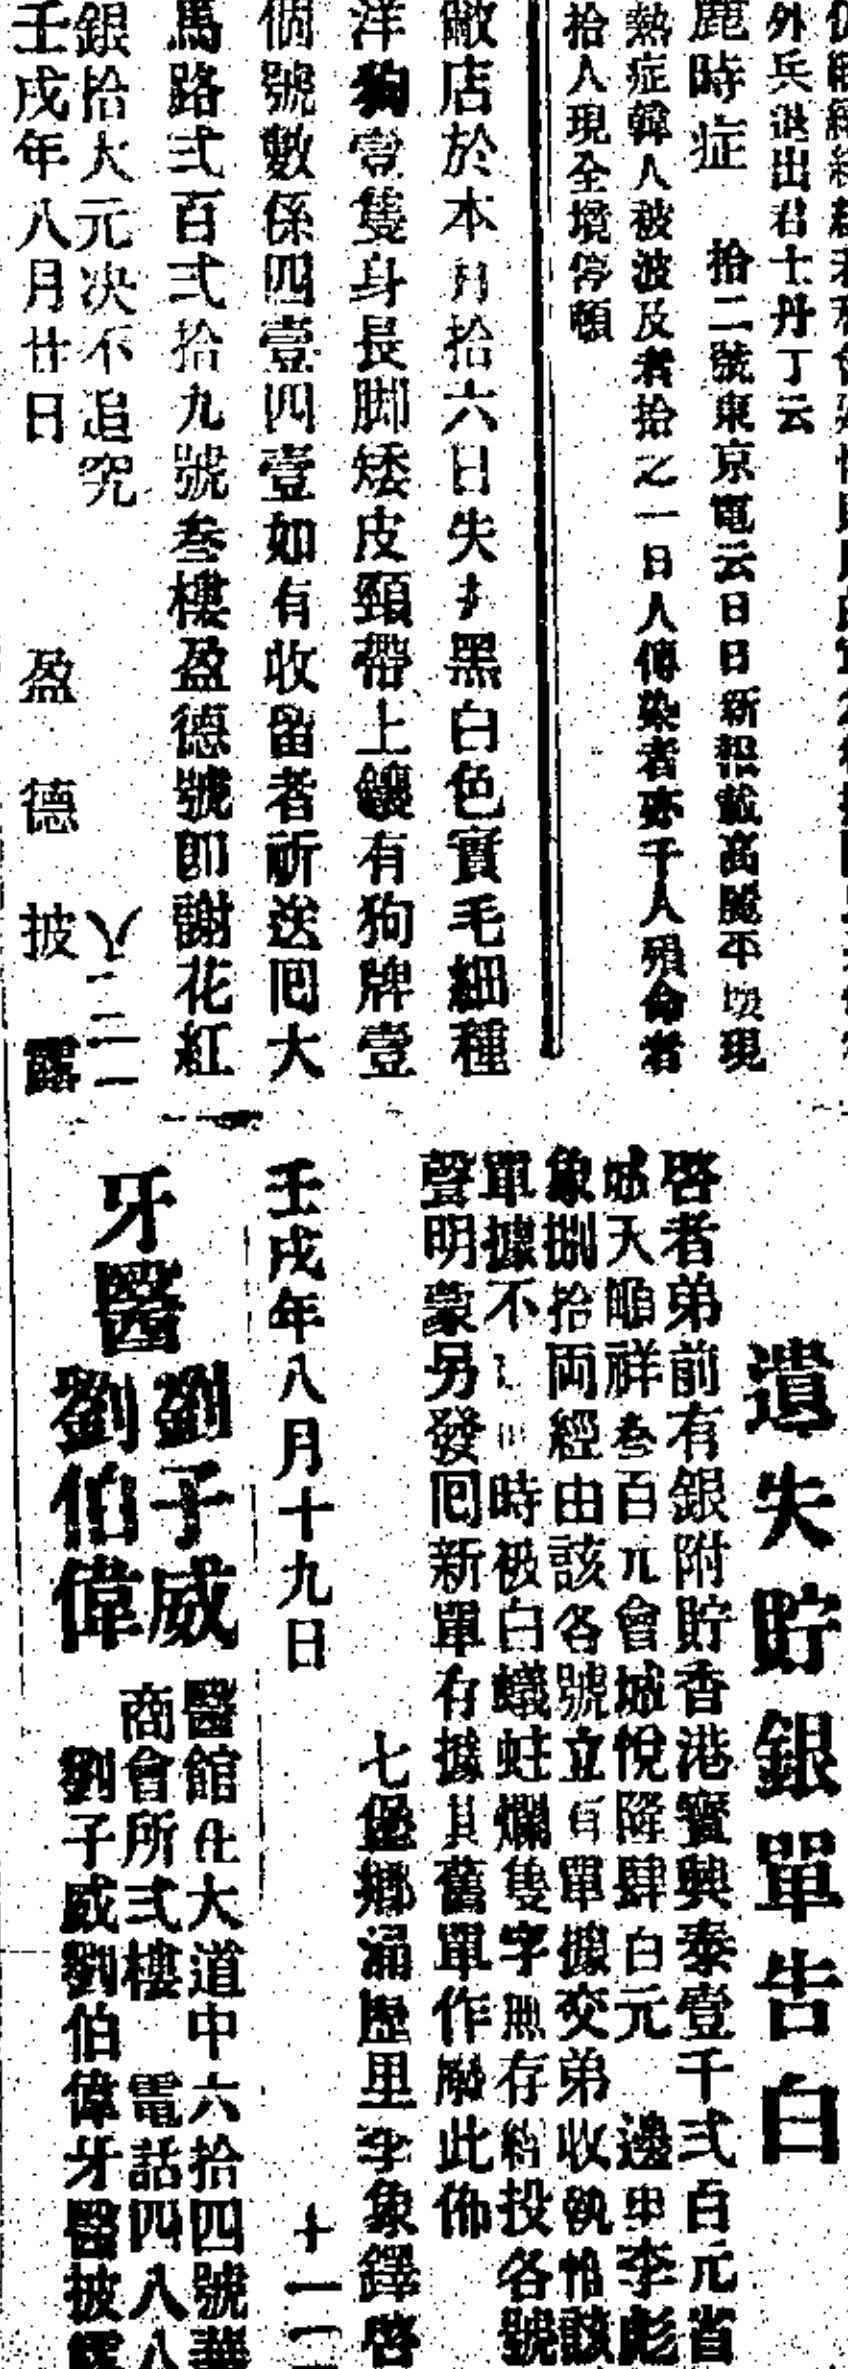 外兵退出君士丹丁云
時症　拾二號東京電云日日新報載高麗平壤現
熱症韓人被波及者拾之一日人傳染者亦千人殞命者
拾人現全境停頓
敝店於本月拾六日失去黑白色實毛細種
洋狗壹隻身長脚矮皮頸帶上鑲有狗牌壹
個號數係四壹四壹如有收留者祈送囘大
馬路弍百弍拾九號叁樓盈德號即謝花紅
銀拾大元决不追究
壬戌年八月廿日　盈德披露
遺失貯銀單告白
啓者弟前有銀附貯香港寶興泰壹千弍百元省
城天順祥叁百元會城悅隆肆百元　邊申李彪
象捌拾両經由該各號立有單據交弟收執惟該
單據不　時被白蟻蛀爛隻字無存給投各號
聲明蒙另發囘新單存據其舊單作廢此佈
七堡鄉涌歷里李象鐸啓
壬戌年八月十九日
牙醫
劉子威
劉伯偉
醫館在大道中六拾四號華
商會所弍樓　電話四八八
劉子威劉伯偉牙醫披露